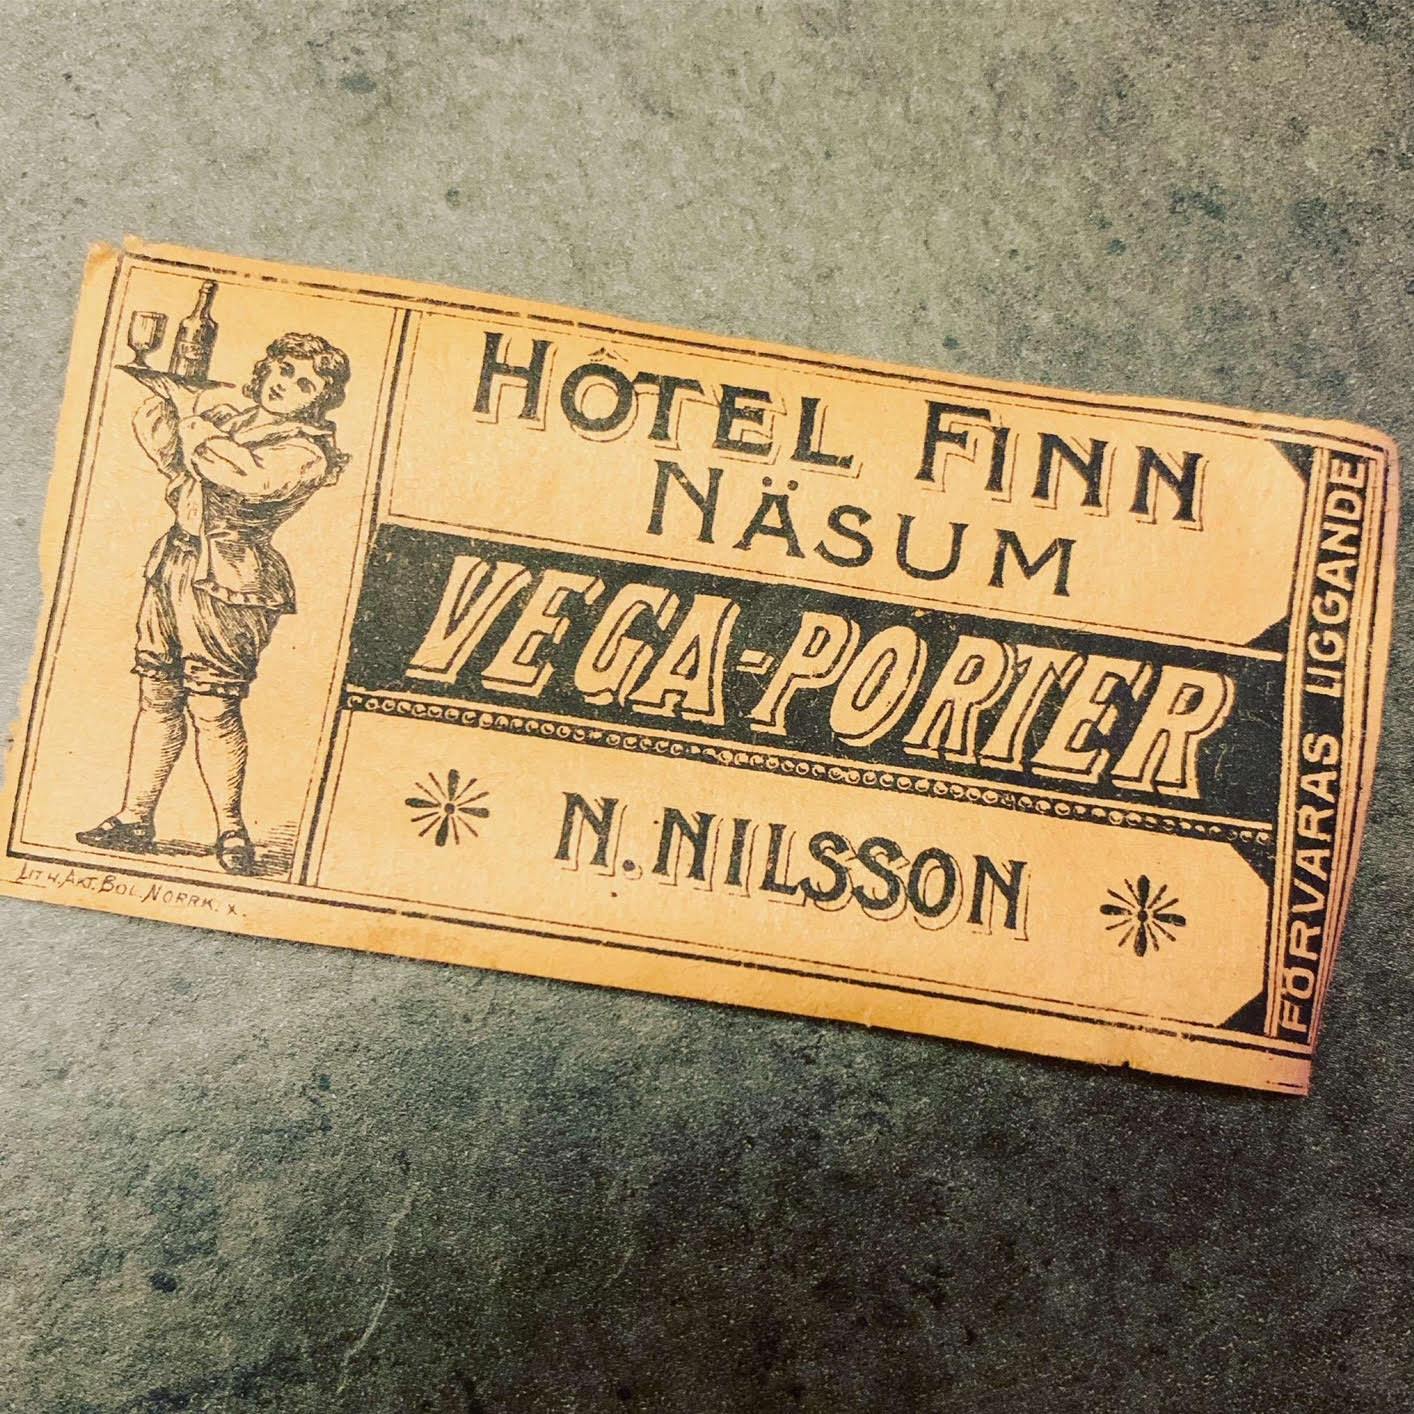 HÔTEL FINN
NÄSUM
VEGA-PORTER
N. NILSSON
FÖRVARAS LIGGANDE
LITH. AKT. BOL. NORRK. X.